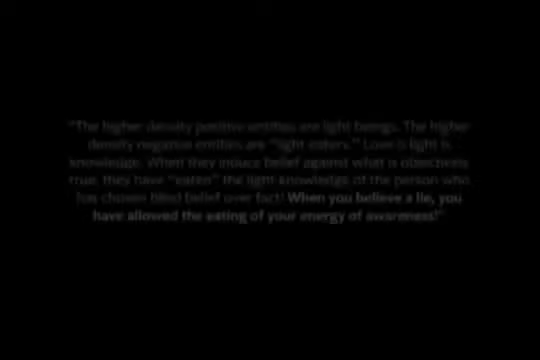 "The higher density positive entities are light beings. The higher
density negative entities are "light eaters." Love is light is
knowledge. When they induce belief against what is objectively
true, they have "eaten" the light-knowledge of the person who
has chosen blind belief over fact! When you believe a lie, you
have allowed the eating of your energy of awareness!"